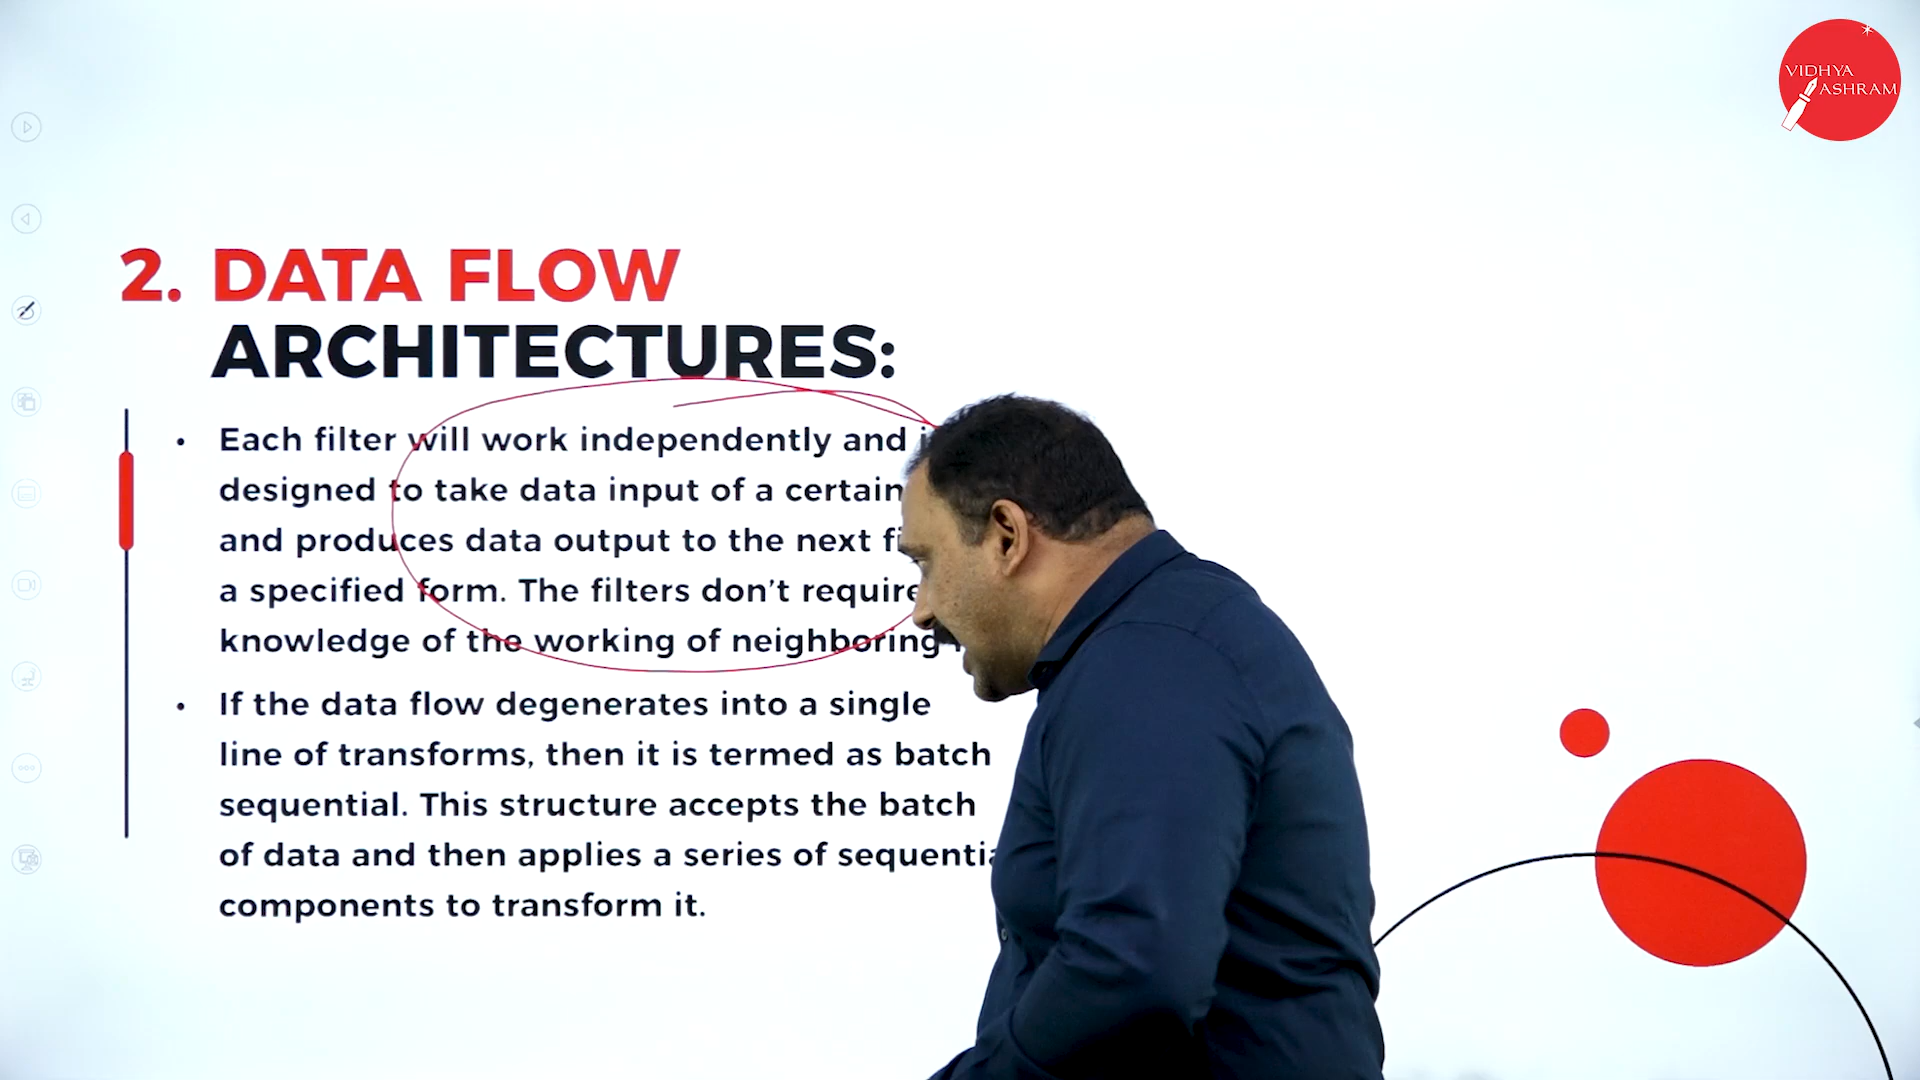 VIDHYA
ASHRAM
2. DATA FLOW
ARCHITECTURES:
• Each filter will work independently and
designed to take data input of a certain
and produces data output to the next
a specified form. The filters don't require
knowledge of the working of neighboring
• If the data flow degenerates into a single
line of transforms, then it is termed as batch
sequential. This structure accepts the batch
of data and then applies a series of
components to transform it.